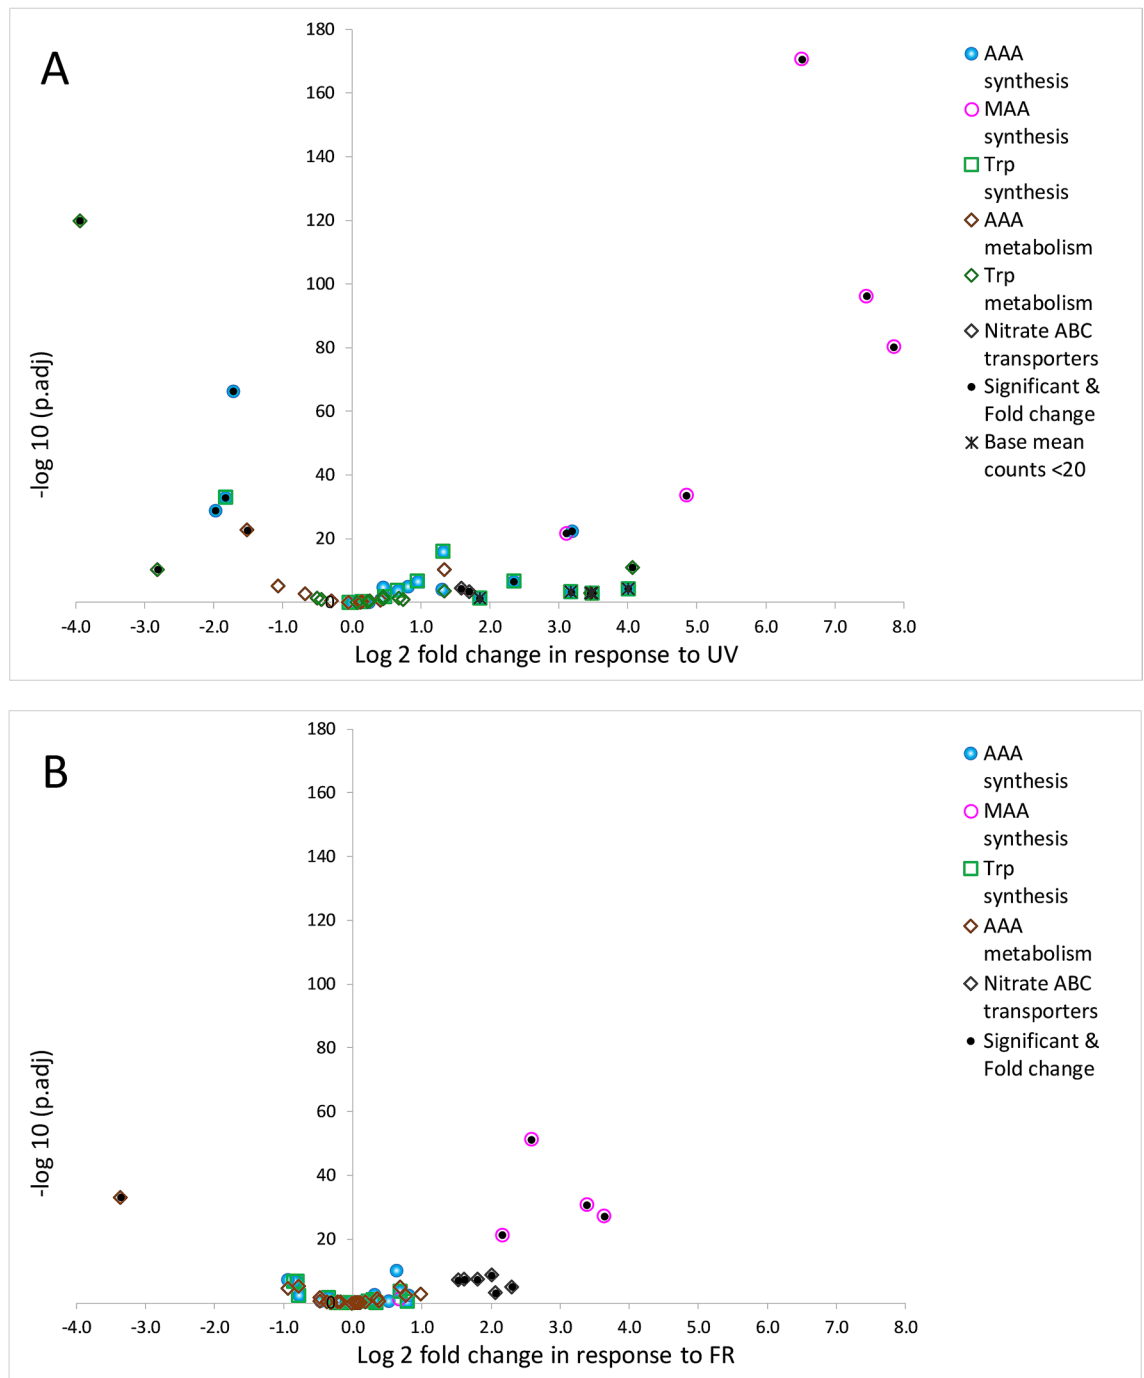 A
180
160
140
120
100
80
60
40
20
0
-log 10 (p.adj)
-4.0 -3.0 -2.0 -1.0 0.0 1.0 2.0 3.0 4.0 5.0 6.0 7.0 8.0
Log 2 fold change in response to UV
AAA
synthesis
MAA
synthesis
Trp
synthesis
AAA
metabolism
Trp
metabolism
Nitrate ABC
transporters
Significant &
Fold change
Base mean
counts <20
B
180
160
140
120
100
80
60
40
20
0
-log 10 (p.adj)
-4.0 -3.0 -2.0 -1.0 0.0 1.0 2.0 3.0 4.0 5.0 6.0 7.0 8.0
Log 2 fold change in response to FR
AAA
synthesis
MAA
synthesis
Trp
synthesis
AAA
metabolism
Nitrate ABC
transporters
Significant &
Fold change